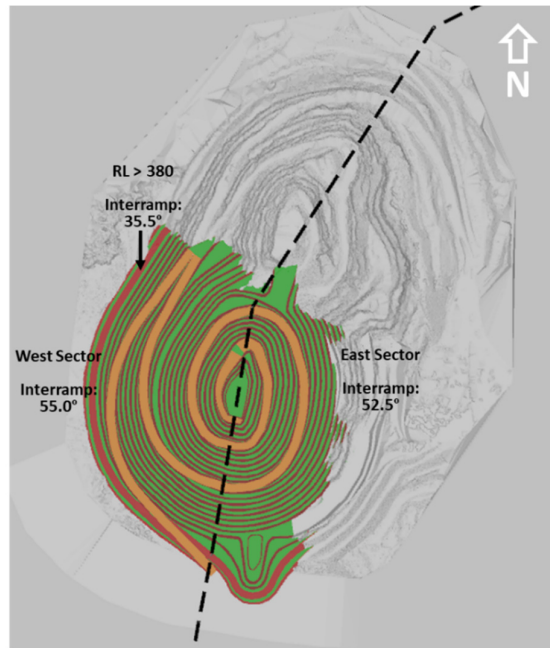 N
RL > 380
Interramp:
35.5°
West Sector
Interramp:
55.0°
East Sector
Interramp:
52.5°